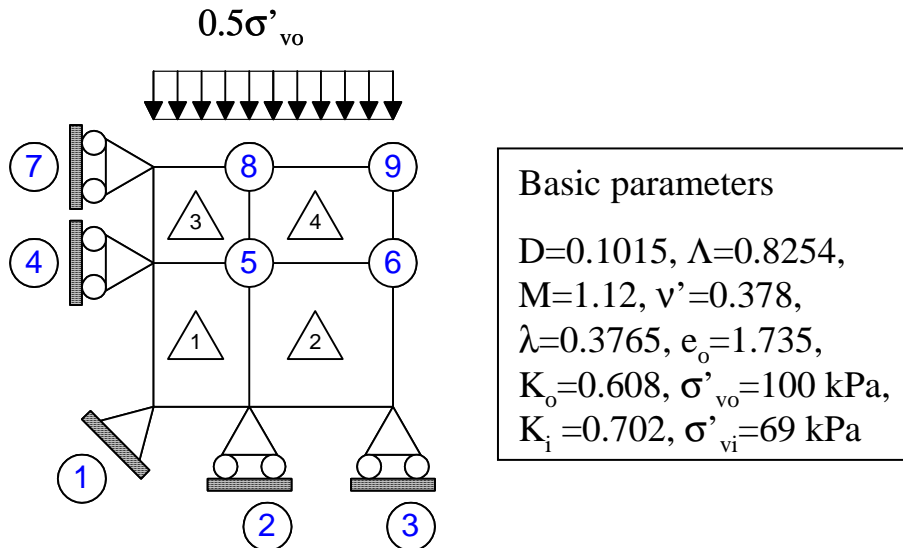 0.5σ'vo
7
8
9
3
4
4
5
6
1
2
1
2
3
Basic parameters
D=0.1015, Λ=0.8254,
M=1.12, ν'=0.378,
λ=0.3765, eo=1.735,
Ko=0.608, σ'vo=100 kPa,
Ki =0.702, σ'vi=69 kPa